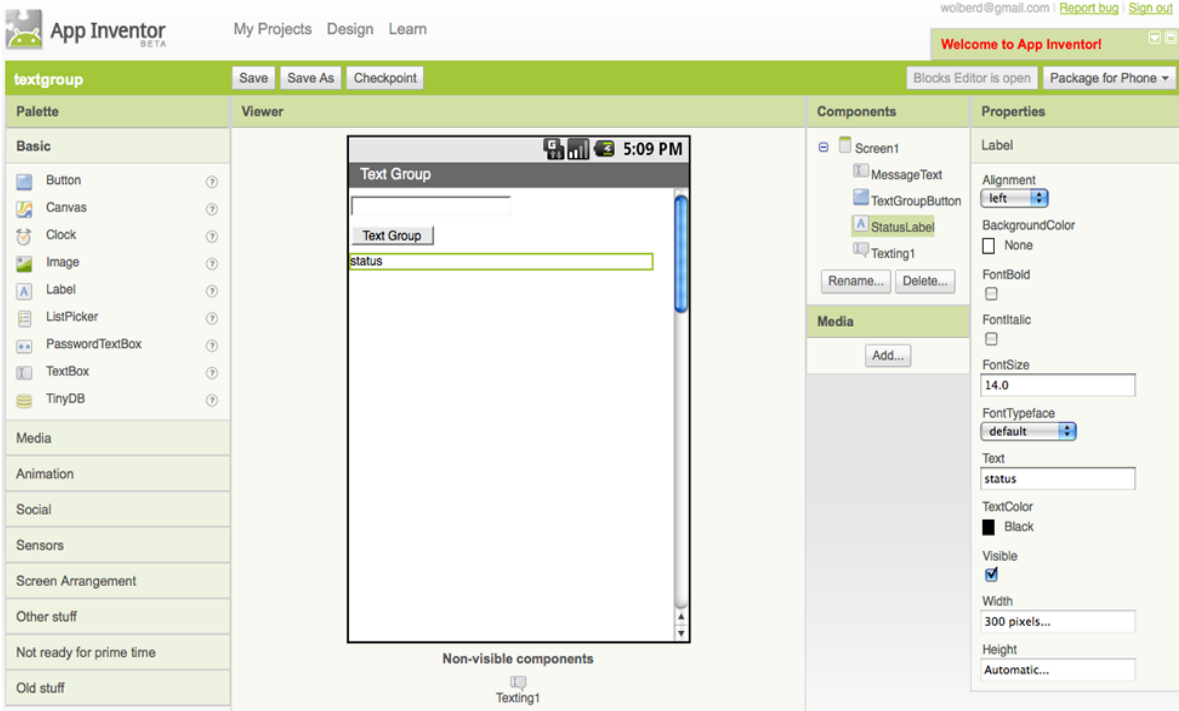 wolberd@gmail.com | Report bug | Sign out
App Inventor
BETA
My Projects Design Learn
Welcome to App Inventor!
textgroup
Save Save As Checkpoint
Blocks Editor is open Package for Phone
Palette
Basic
Button ?
Canvas ?
Clock ?
Image ?
Label ?
ListPicker ?
PasswordTextBox ?
TextBox ?
TinyDB ?
Media
Animation
Social
Sensors
Screen Arrangement
Other stuff
Not ready for prime time
Old stuff
Viewer
5:09 PM
Text Group
Text Group
status
Non-visible components
Texting1
Components
Screen1
MessageText
TextGroupButton
StatusLabel
Texting1
Rename... Delete...
Media
Add...
Properties
Label
Alignment
left
BackgroundColor
None
FontBold
FontItalic
FontSize
14.0
FontTypeface
default
Text
status
TextColor
Black
Visible
Width
300 pixels...
Height
Automatic...